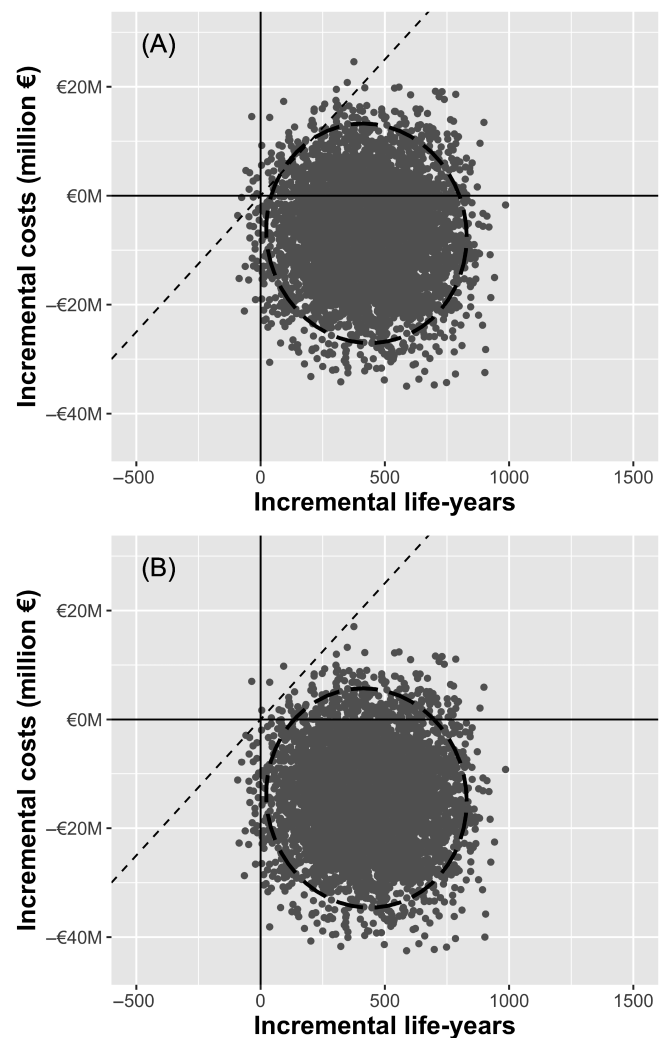 (A)
Incremental costs (million €)
€20M
€0M
–€20M
–€40M
–500
0
500
1000
1500
Incremental life-years
(B)
Incremental costs (million €)
€20M
€0M
–€20M
–€40M
–500
0
500
1000
1500
Incremental life-years